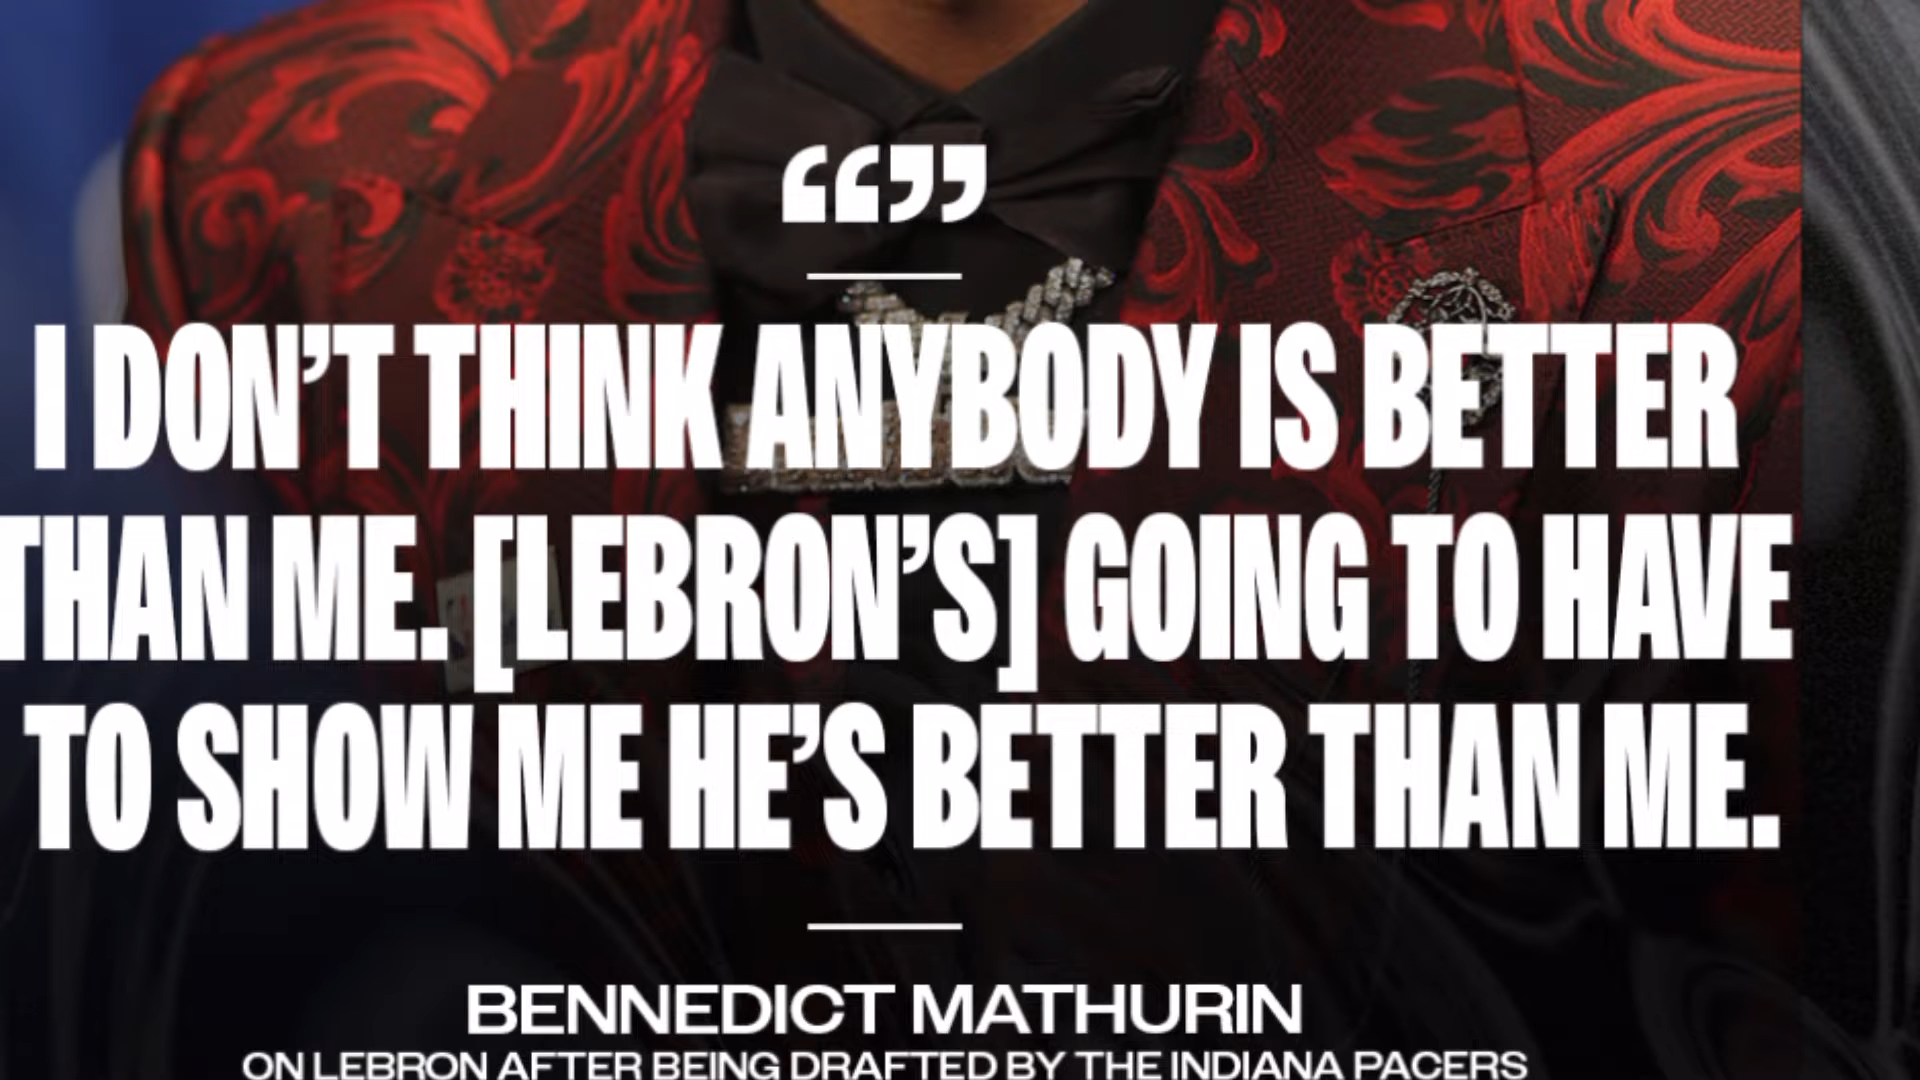 “”
I DON’T THINK ANYBODY IS BETTER
THAN ME. [LEBRON’S] GOING TO HAVE
TO SHOW ME HE’S BETTER THAN ME.
BENNEDICT MATHURIN
ON LEBRON AFTER BEING DRAFTED BY THE INDIANA PACERS